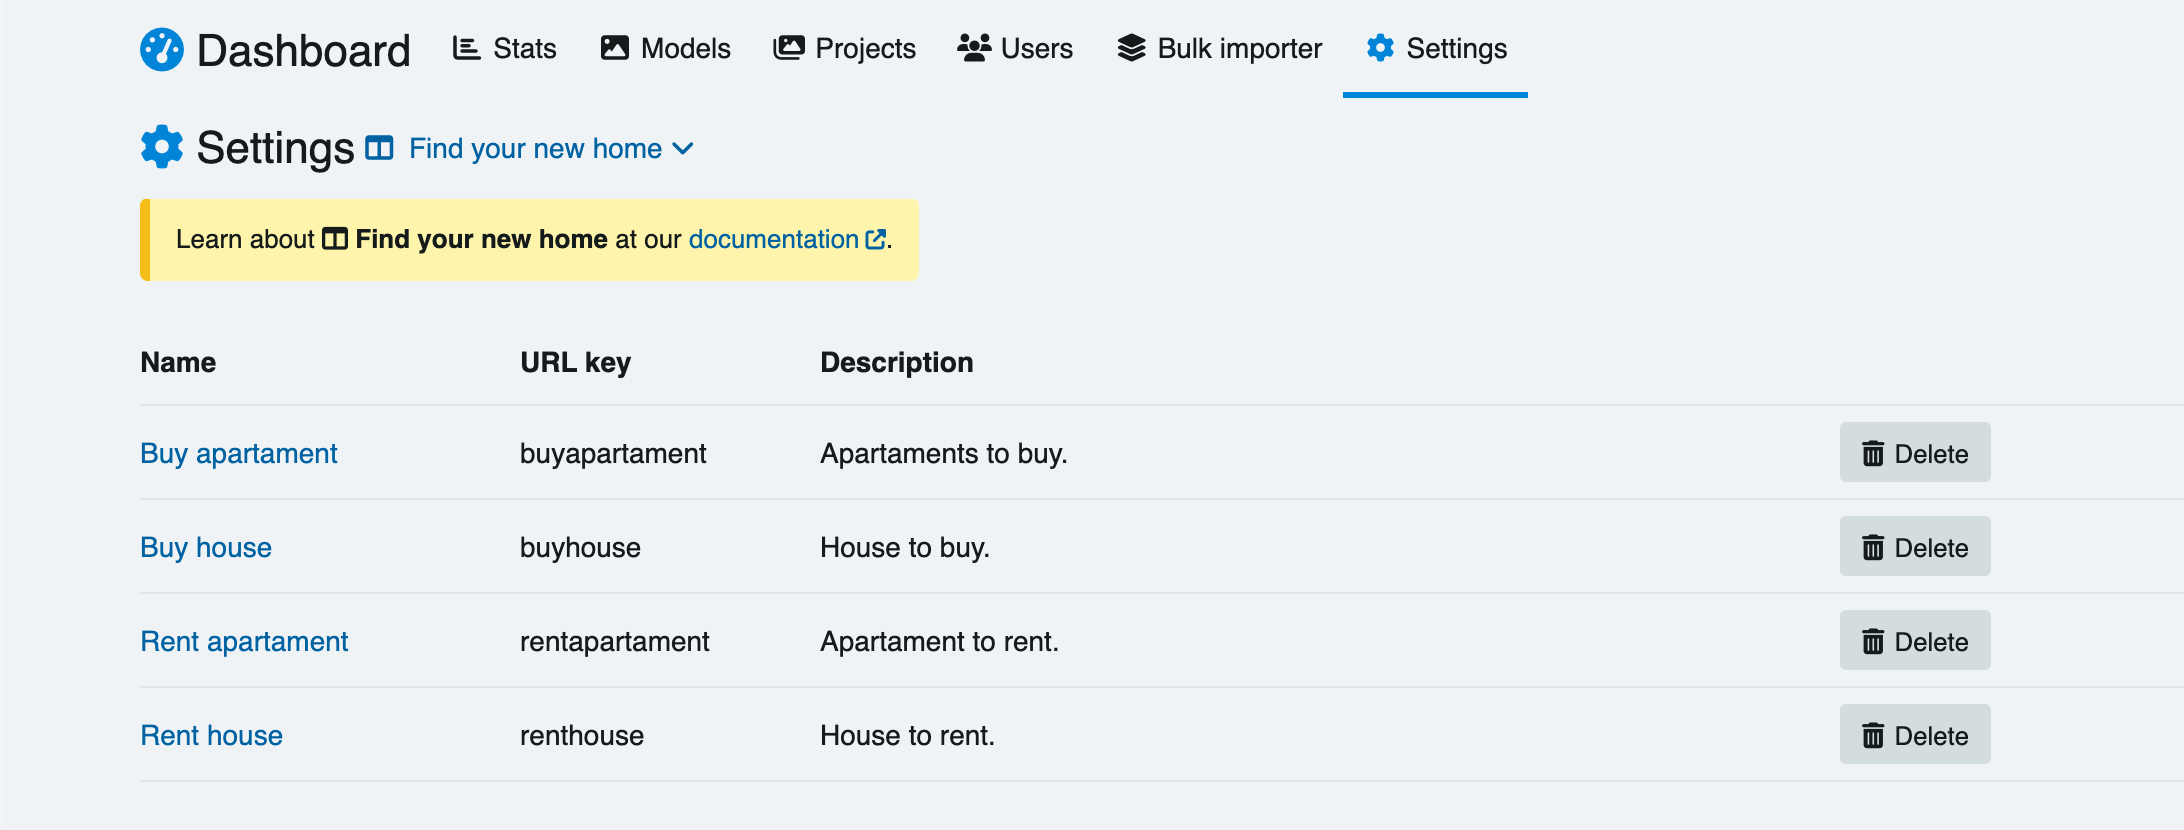 Dashboard Stats Models Projects Users Bulk importer Settings
Settings Find your new home
Learn about Find your new home at our documentation.
Name URL key Description
Buy apartament buyapartament Apartaments to buy. Delete
Buy house buyhouse House to buy. Delete
Rent apartament rentapartament Apartament to rent. Delete
Rent house renthouse House to rent. Delete